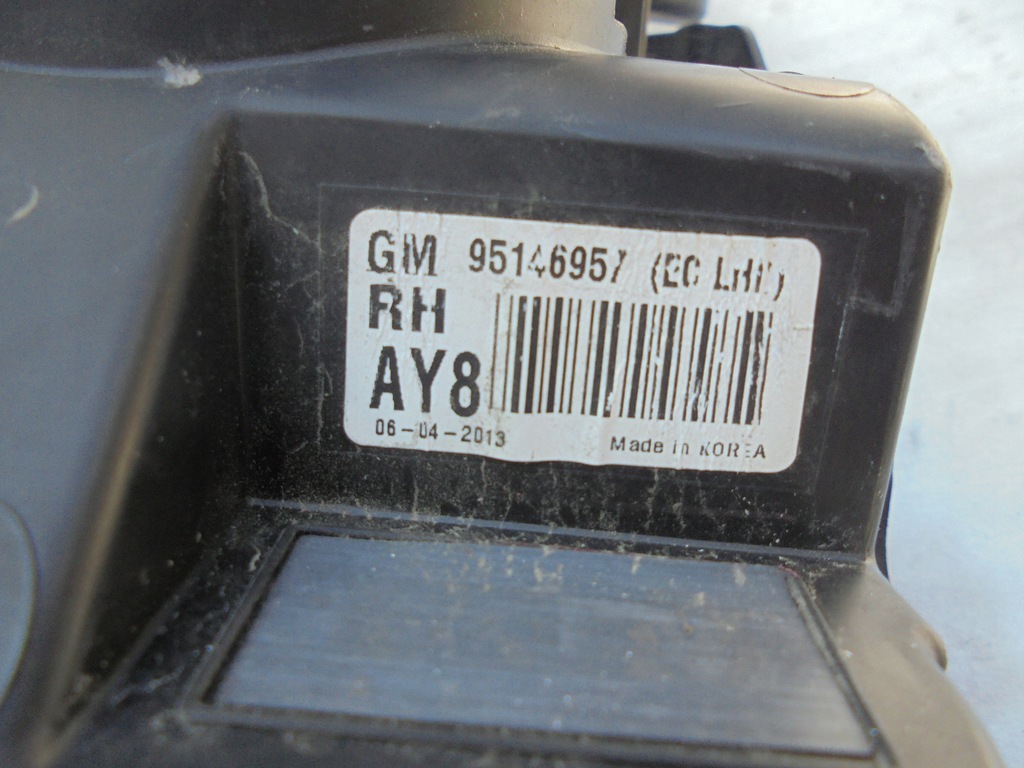 GM 95146957 (EC LHD)
RH
AY8
06-04-2013
Made in KOREA